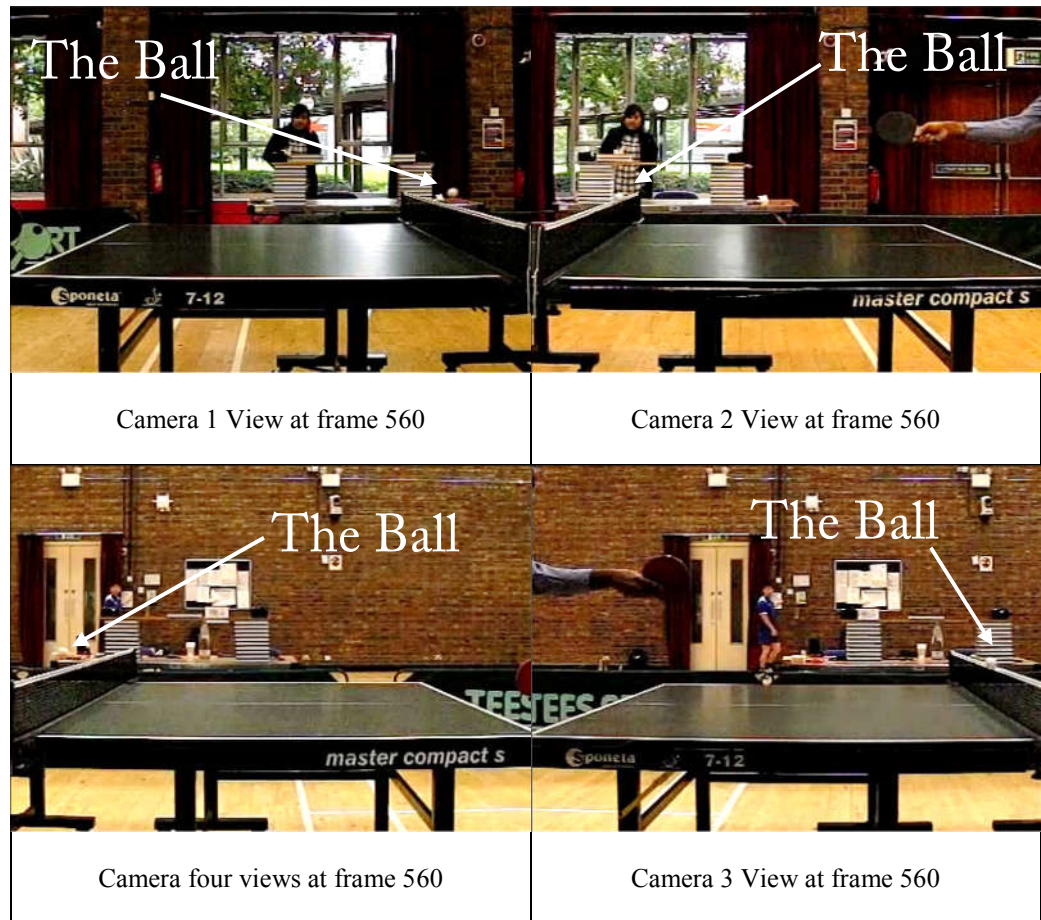 The Ball
The Ball
RT
Sponeta 7-12
master compact s
Camera 1 View at frame 560
Camera 2 View at frame 560
The Ball
The Ball
TEES
TEES
master compact s
Sponeta 7-12
Camera four views at frame 560
Camera 3 View at frame 560